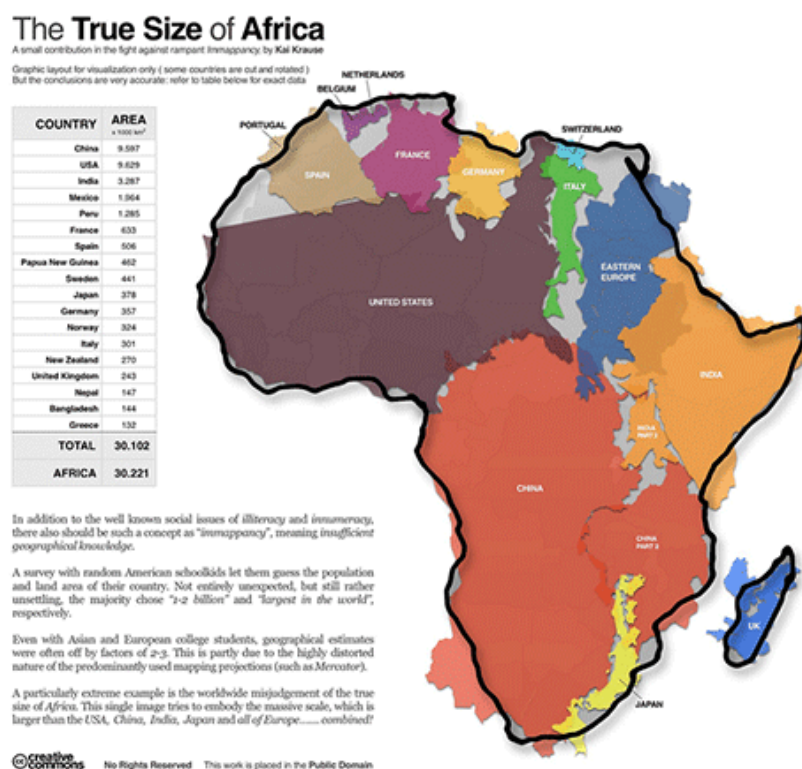 The True Size of Africa
A small contribution in the fight against rampant Immappancy, by Kai Krause
Graphic layout for visualization only ( some countries are cut and rotated )
But the conclusions are very accurate: refer to table below for exact data
COUNTRY AREA
x 1000 km²
China 9.597
USA 9.629
India 3.287
Mexico 1.964
Peru 1.285
France 633
Spain 506
Papua New Guinea 462
Sweden 441
Japan 378
Germany 357
Norway 324
Italy 301
New Zealand 270
United Kingdom 243
Nepal 147
Bangladesh 144
Greece 132
TOTAL 30.102
AFRICA 30.221
NETHERLANDS
BELGIUM
PORTUGAL
SWITZERLAND
SPAIN
FRANCE
GERMANY
ITALY
EASTERN
EUROPE
UNITED STATES
INDIA
INDIA
PART 2
CHINA
CHINA
PART 2
UK
JAPAN
In addition to the well known social issues of illiteracy and innumeracy,
there also should be such a concept as "immappancy", meaning insufficient
geographical knowledge.
A survey with random American schoolkids let them guess the population
and land area of their country. Not entirely unexpected, but still rather
unsettling, the majority chose "1-2 billion" and "largest in the world",
respectively.
Even with Asian and European college students, geographical estimates
were often off by factors of 2-3. This is partly due to the highly distorted
nature of the predominantly used mapping projections (such as Mercator).
A particularly extreme example is the worldwide misjudgement of the true
size of Africa. This single image tries to embody the massive scale, which is
larger than the USA, China, India, Japan and all of Europe...... combined!
cc creative
commons No Rights Reserved This work is placed in the Public Domain